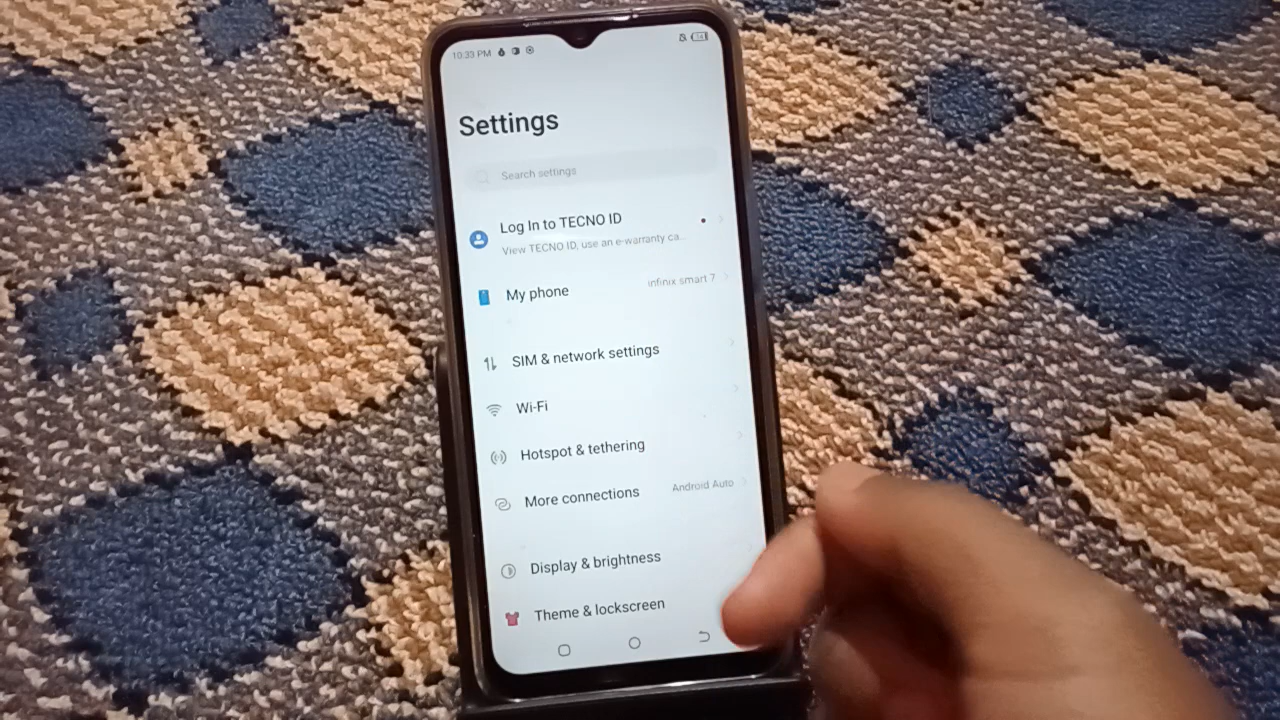 10:33 PM
Settings
Search settings
Log In to TECNO ID
View TECNO ID, use an e-warranty ca...
My phone infinix smart 7
SIM & network settings
Wi-Fi
Hotspot & tethering
More connections Android Auto
Display & brightness
Theme & lockscreen